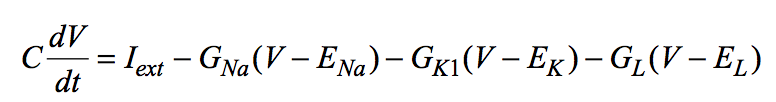 C dV/dt = I_ext − G_Na(V − E_Na) − G_K1(V − E_K) − G_L(V − E_L)